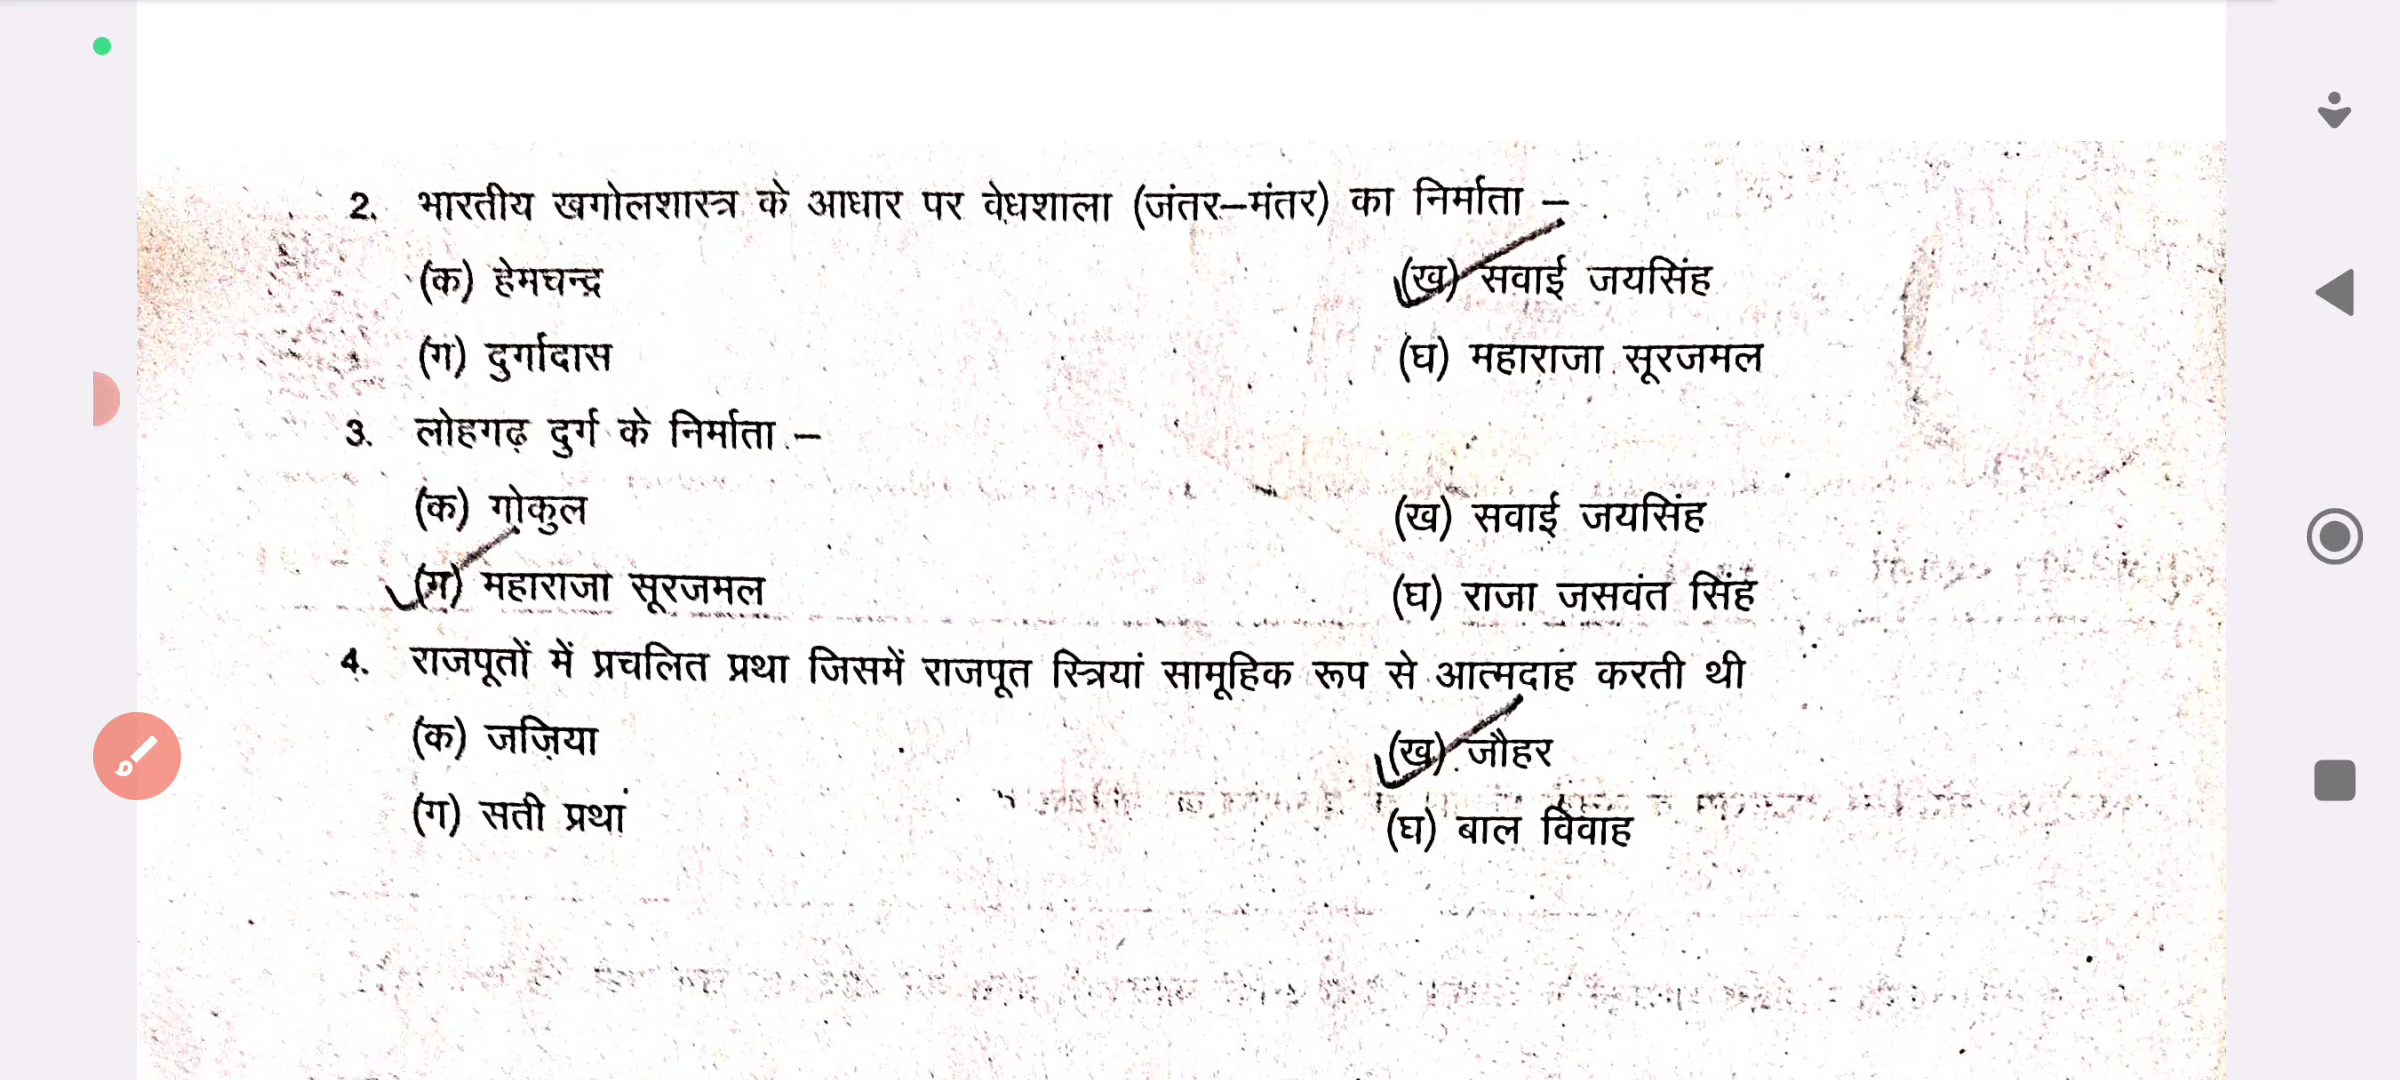 2. भारतीय खगोलशास्त्र के आधार पर वेधशाला (जंतर–मंतर) का निर्माता –
(क) हेमचन्द्र (ख) सवाई जयसिंह
(ग) दुर्गादास (घ) महाराजा सूरजमल
3. लोहगढ़ दुर्ग के निर्माता –
(क) गोकुल (ख) सवाई जयसिंह
(ग) महाराजा सूरजमल (घ) राजा जसवंत सिंह
4. राजपूतों में प्रचलित प्रथा जिसमें राजपूत स्त्रियां सामूहिक रूप से आत्मदाह करती थी
(क) जज़िया (ख) जौहर
(ग) सती प्रथा (घ) बाल विवाह